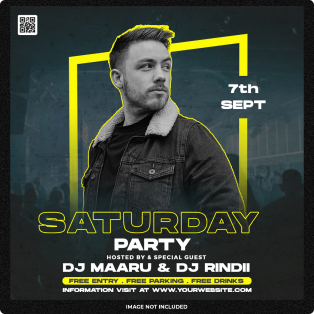 7th
SEPT
SATURDAY
PARTY
HOSTED BY & SPECIAL GUEST
DJ MAARU & DJ RINDII
FREE ENTRY . FREE PARKING . FREE DRINKS
INFORMATION VISIT AT WWW.YOURWEBSITE.COM
IMAGE NOT INCLUDED